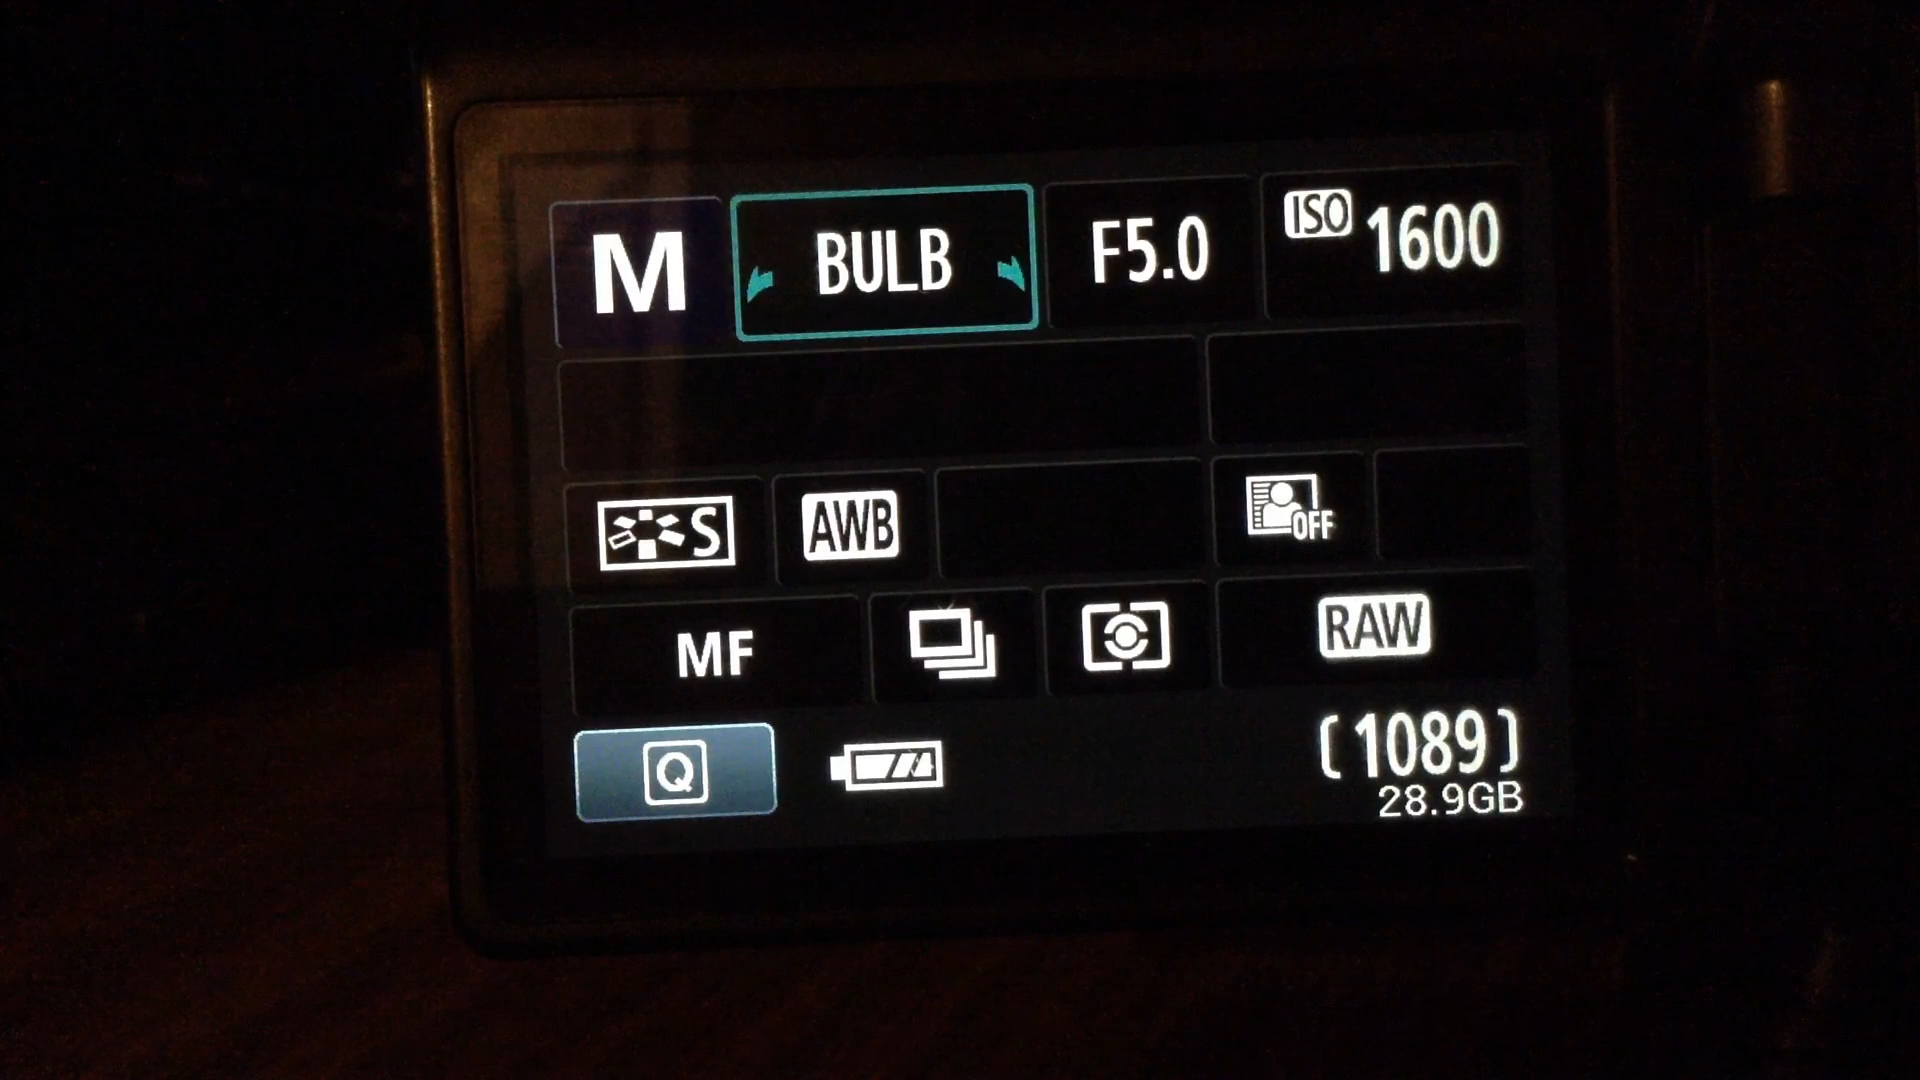 M BULB F5.0 ISO 1600
S AWB OFF
MF RAW
Q [1089]
28.9GB